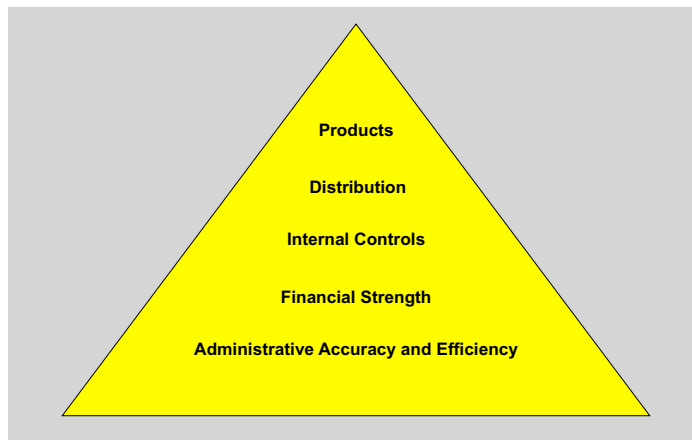 Products
Distribution
Internal Controls
Financial Strength
Administrative Accuracy and Efficiency